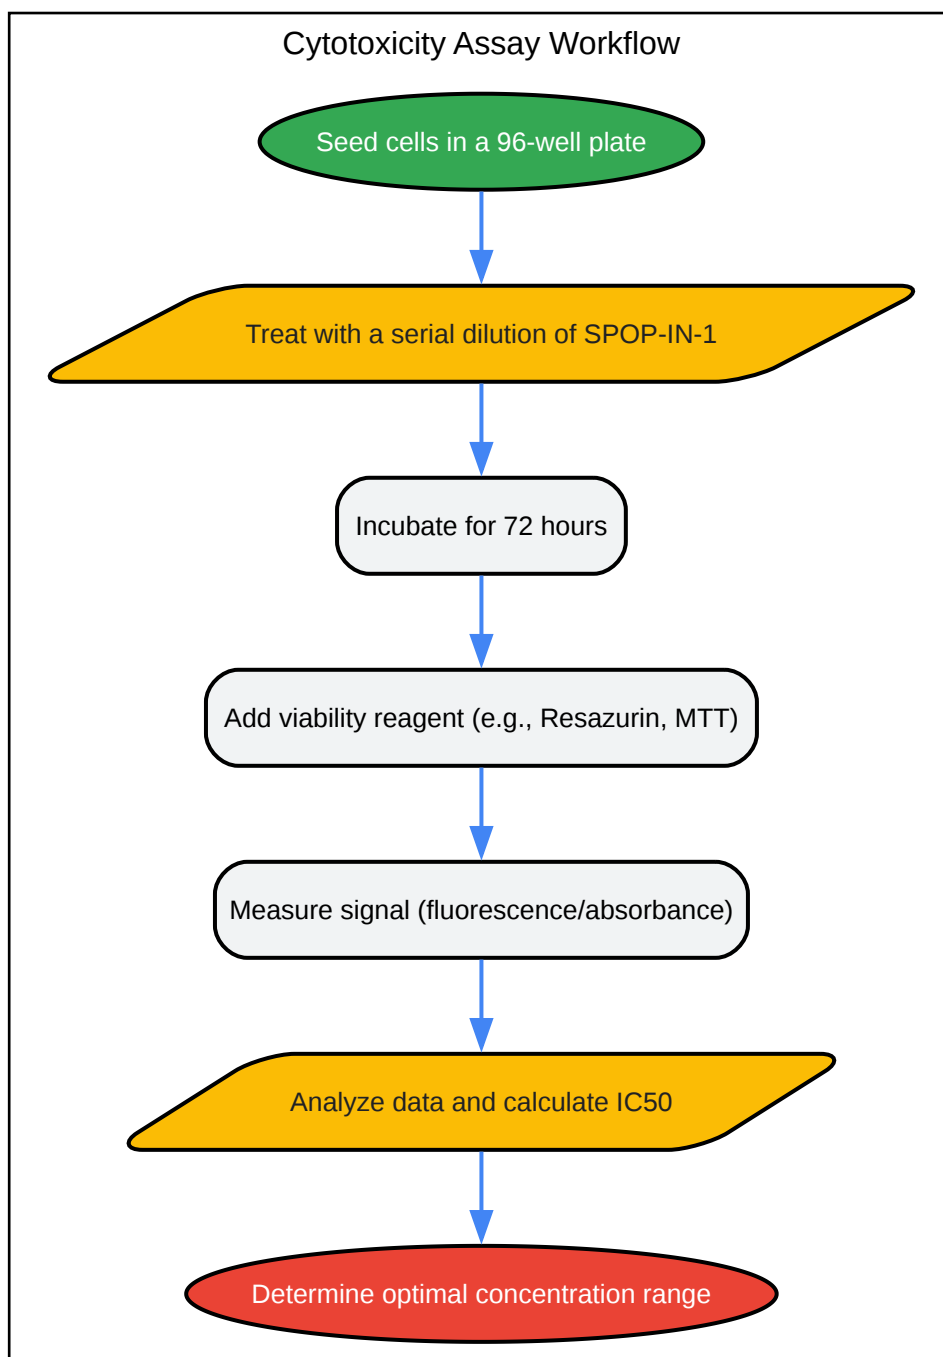 Cytotoxicity Assay Workflow
Seed cells in a 96-well plate
Treat with a serial dilution of SPOP-IN-1
Incubate for 72 hours
Add viability reagent (e.g., Resazurin, MTT)
Measure signal (fluorescence/absorbance)
Analyze data and calculate IC50
Determine optimal concentration range